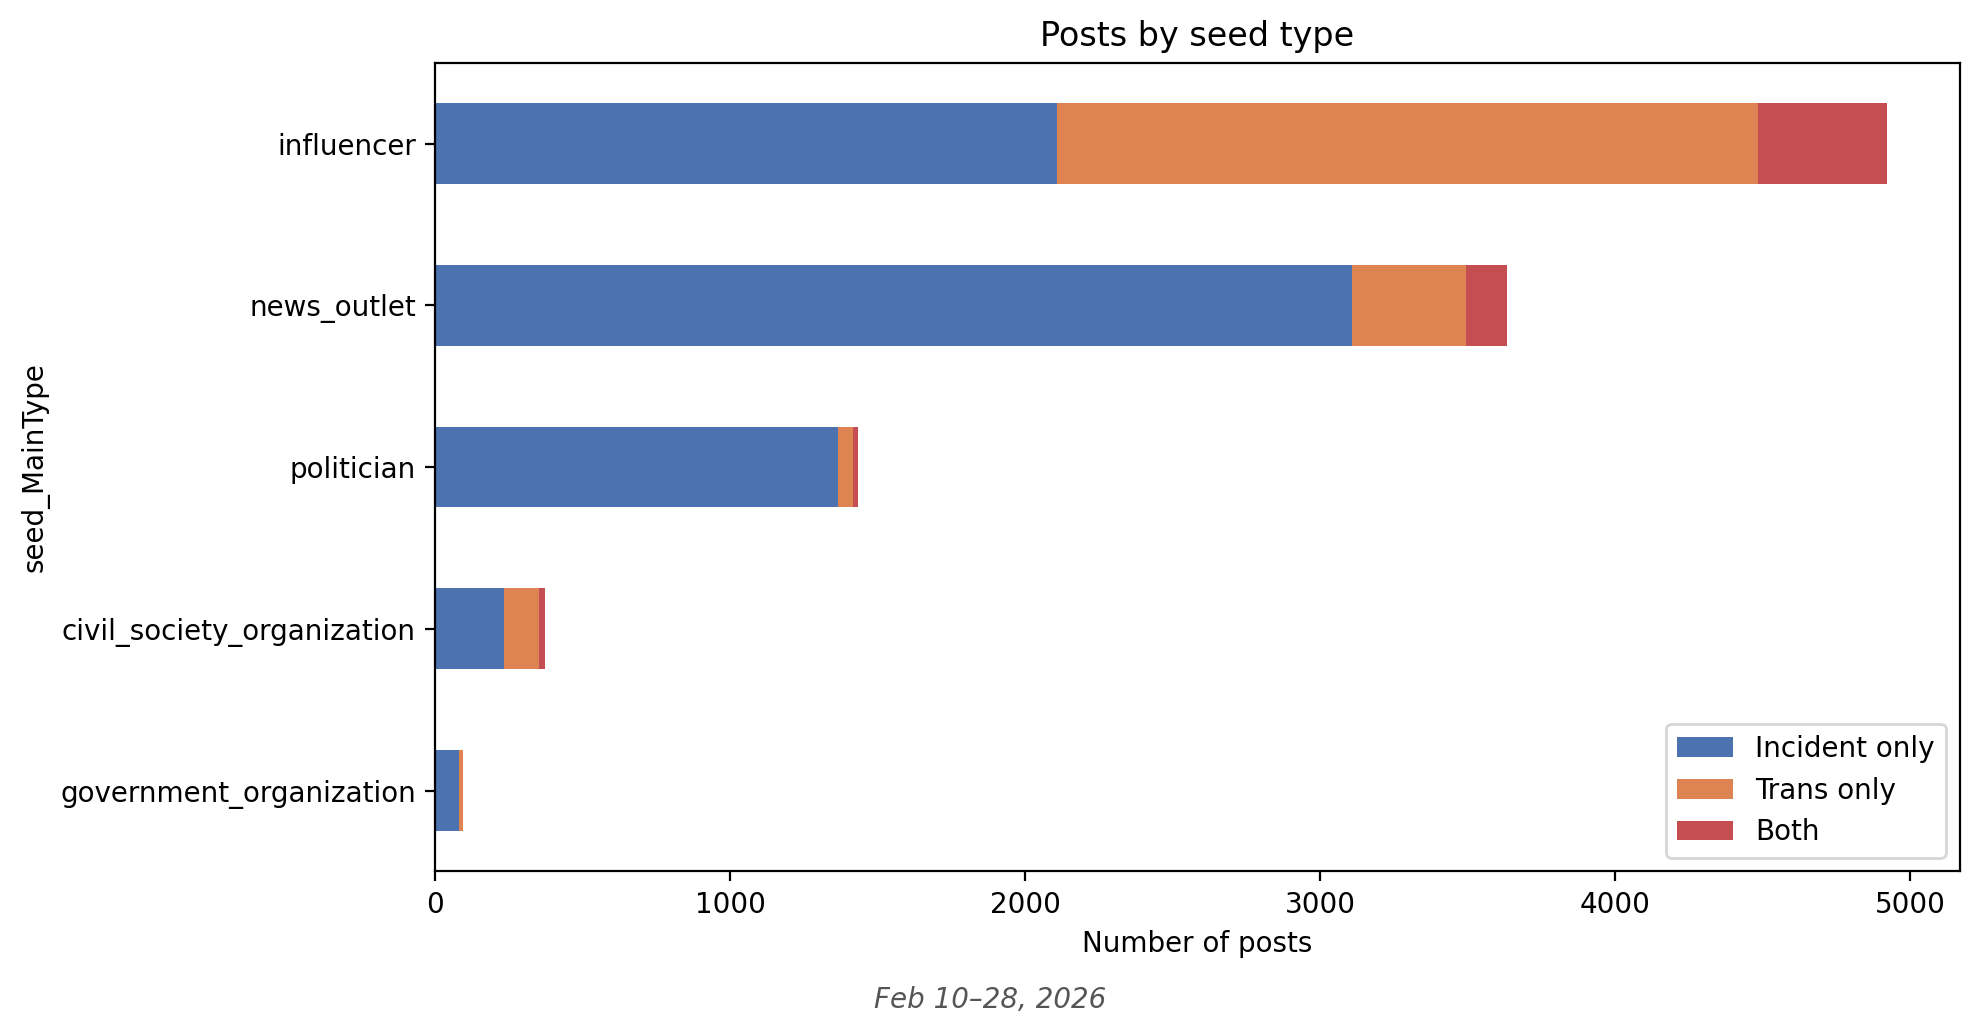 Posts by seed type
influencer
news_outlet
politician
civil_society_organization
government_organization
seed_MainType
Incident only
Trans only
Both
0 1000 2000 3000 4000 5000
Number of posts
Feb 10–28, 2026